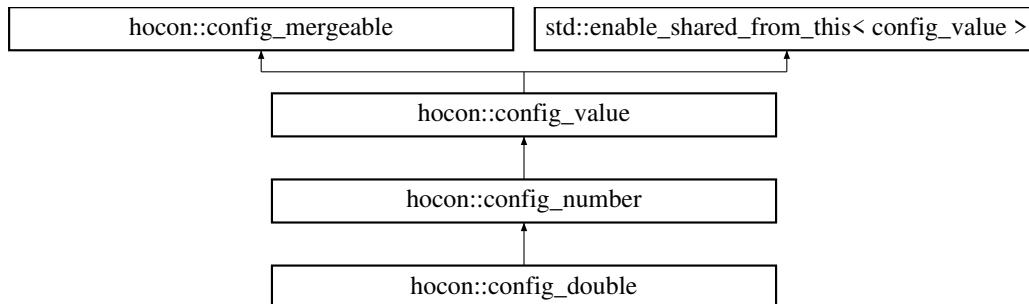 hocon::config_mergeable
std::enable_shared_from_this< config_value >
hocon::config_value
hocon::config_number
hocon::config_double